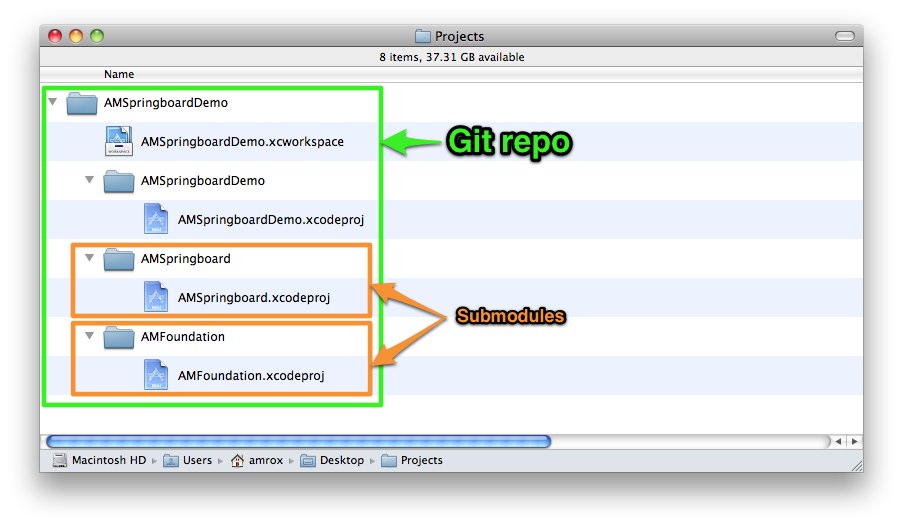 Projects
8 items, 37.31 GB available
Name
AMSpringboardDemo
AMSpringboardDemo.xcworkspace
Git repo
AMSpringboardDemo
AMSpringboardDemo.xcodeproj
AMSpringboard
AMSpringboard.xcodeproj
Submodules
AMFoundation
AMFoundation.xcodeproj
Macintosh HD Users amrox Desktop Projects